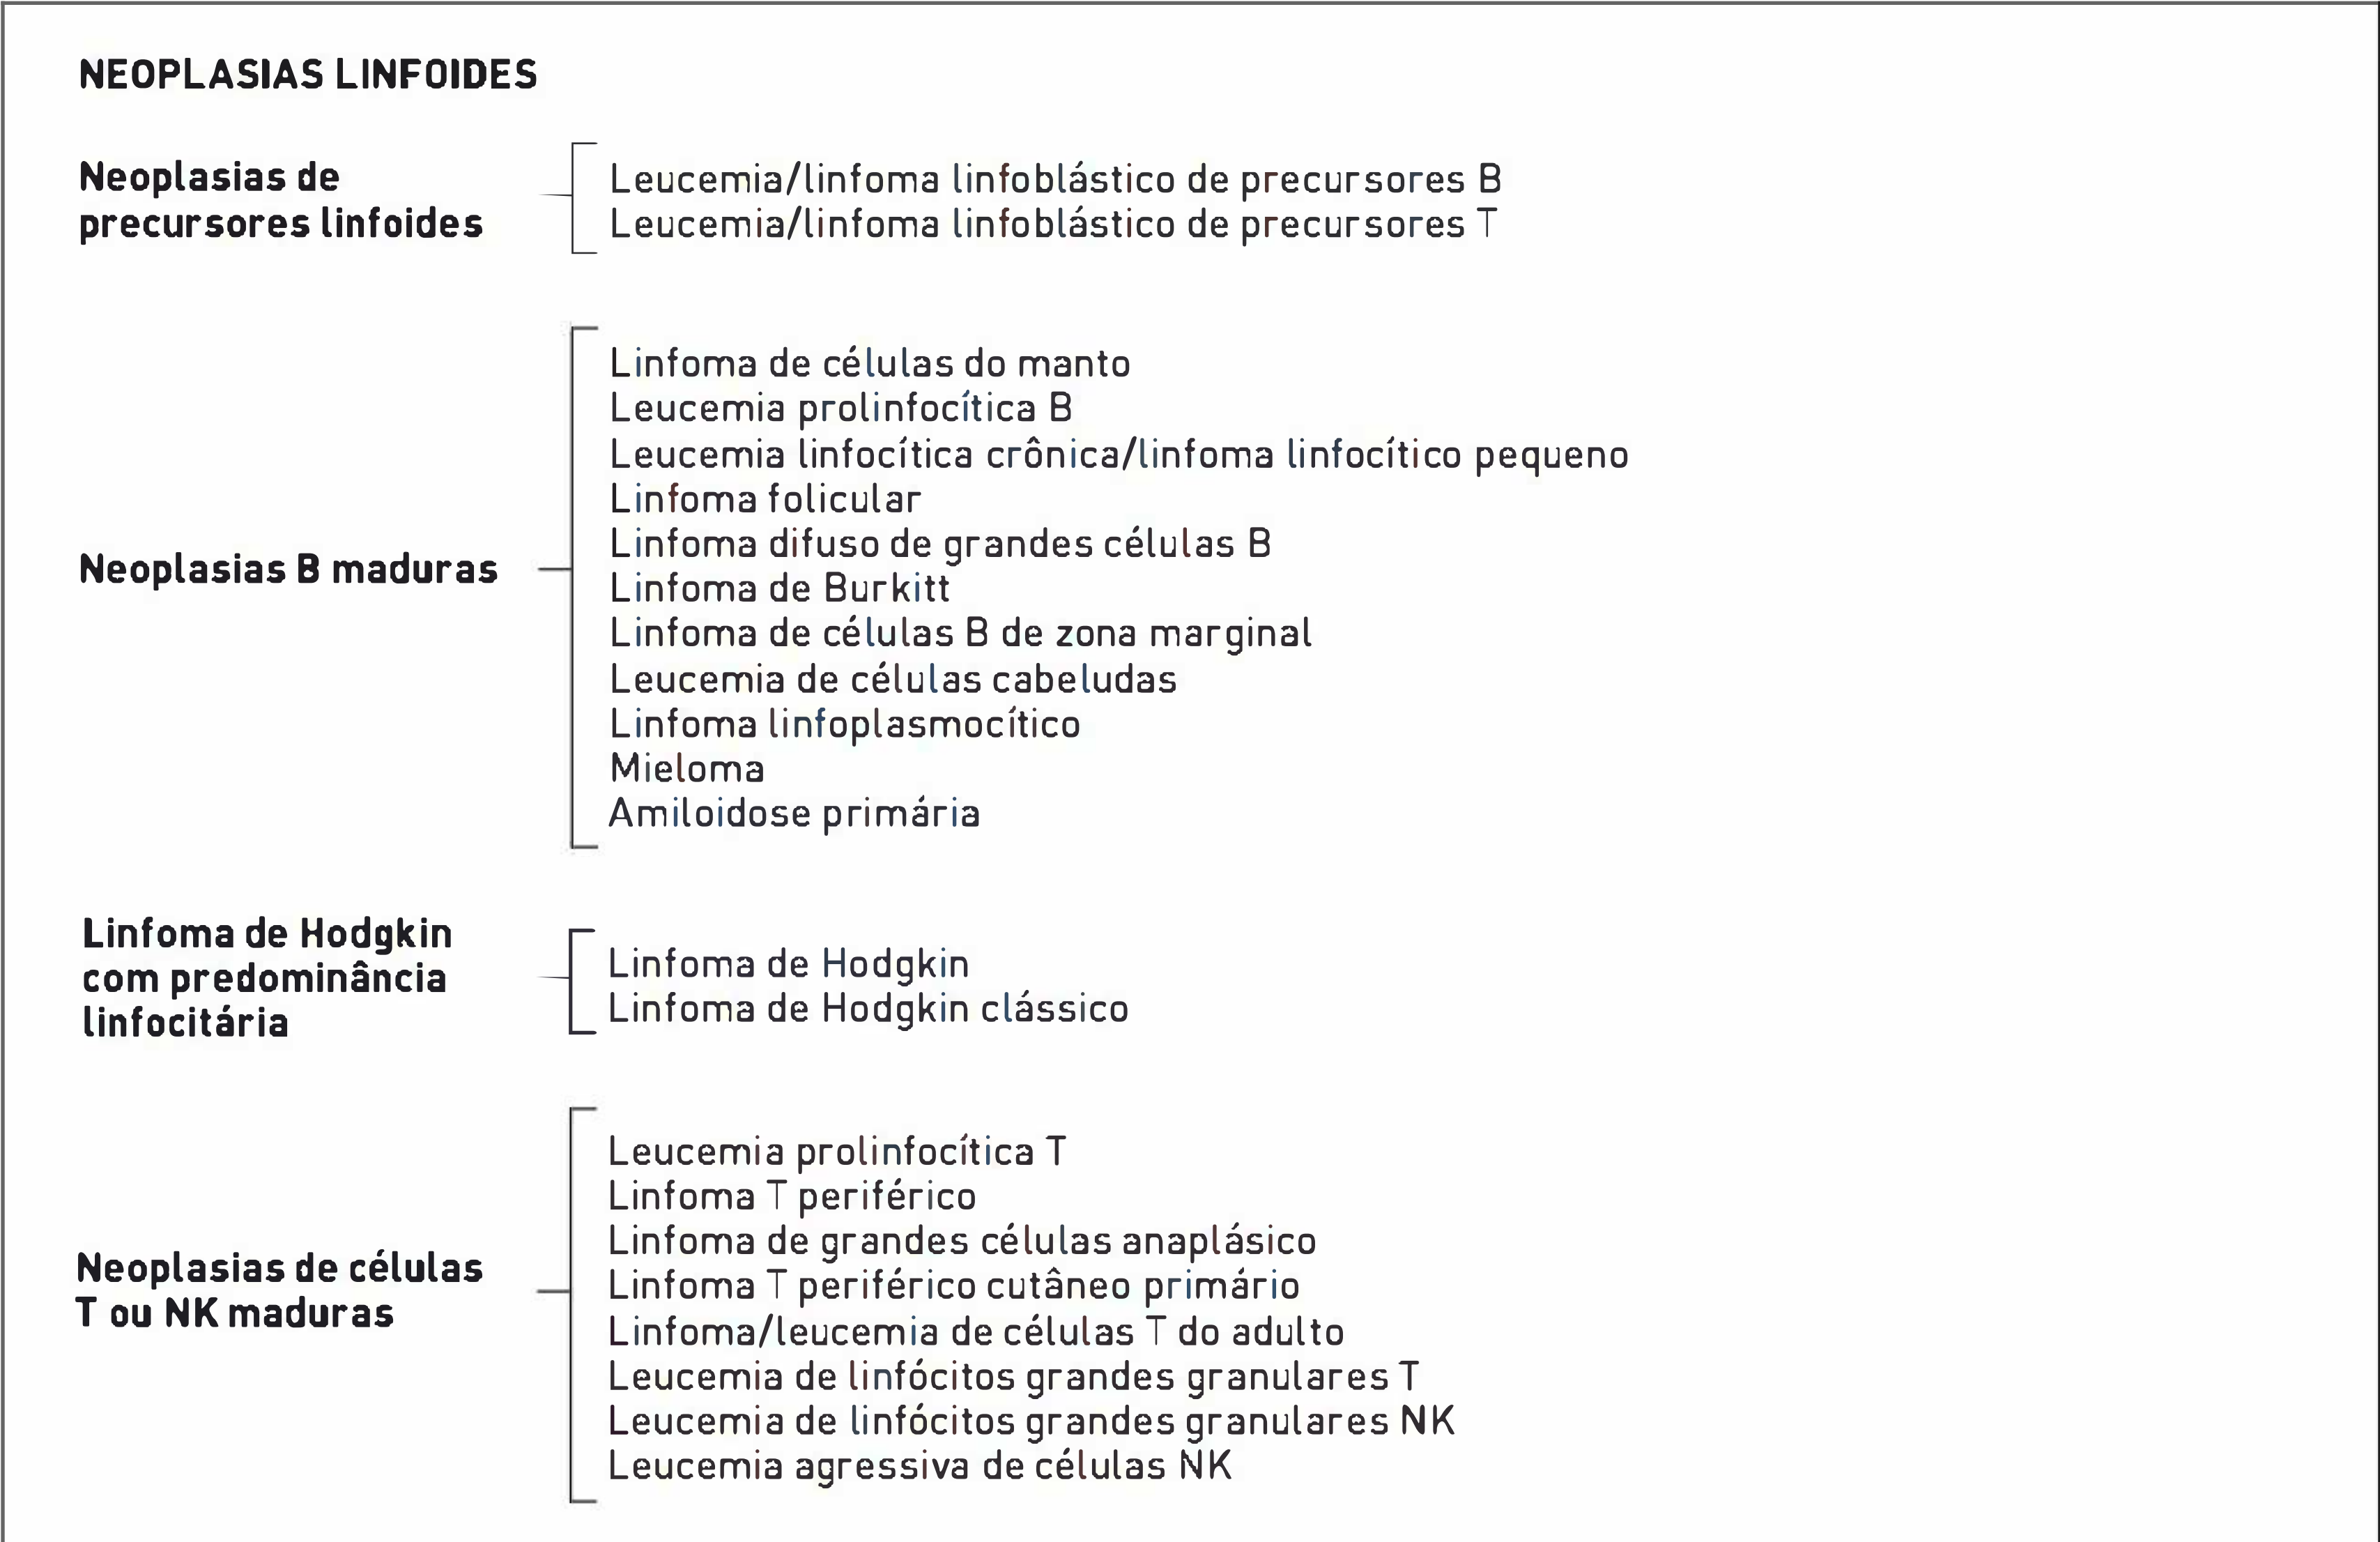 NEOPLASIAS LINFOIDES
Neoplasias de
precursores linfoides
Leucemia/linfoma linfoblástico de precursores B
Leucemia/linfoma linfoblástico de precursores T
Neoplasias B maduras
Linfoma de células do manto
Leucemia prolinfocítica B
Leucemia linfocítica crônica/linfoma linfocítico pequeno
Linfoma folicular
Linfoma difuso de grandes células B
Linfoma de Burkitt
Linfoma de células B de zona marginal
Leucemia de células cabeludas
Linfoma linfoplasmocítico
Mieloma
Amiloidose primária
Linfoma de Hodgkin
com predominância
linfocitária
Linfoma de Hodgkin
Linfoma de Hodgkin clássico
Neoplasias de células
T ou NK maduras
Leucemia prolinfocítica T
Linfoma T periférico
Linfoma de grandes células anaplásico
Linfoma T periférico cutâneo primário
Linfoma/leucemia de células T do adulto
Leucemia de linfócitos grandes granulares T
Leucemia de linfócitos grandes granulares NK
Leucemia agressiva de células NK